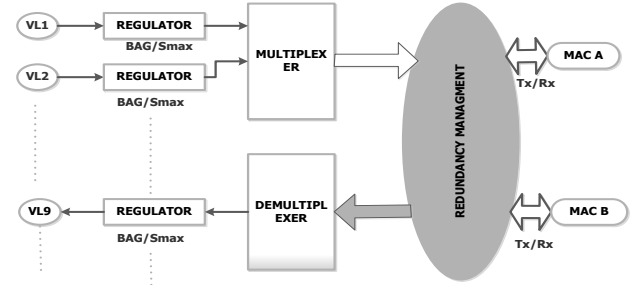 VL1
REGULATOR
BAG/Smax
MULTIPLEX
ER
MAC A
Tx/Rx
VL2
REGULATOR
BAG/Smax
REDUNDANCY MANAGMENT
VL9
REGULATOR
BAG/Smax
DEMULTIPL
EXER
MAC B
Tx/Rx